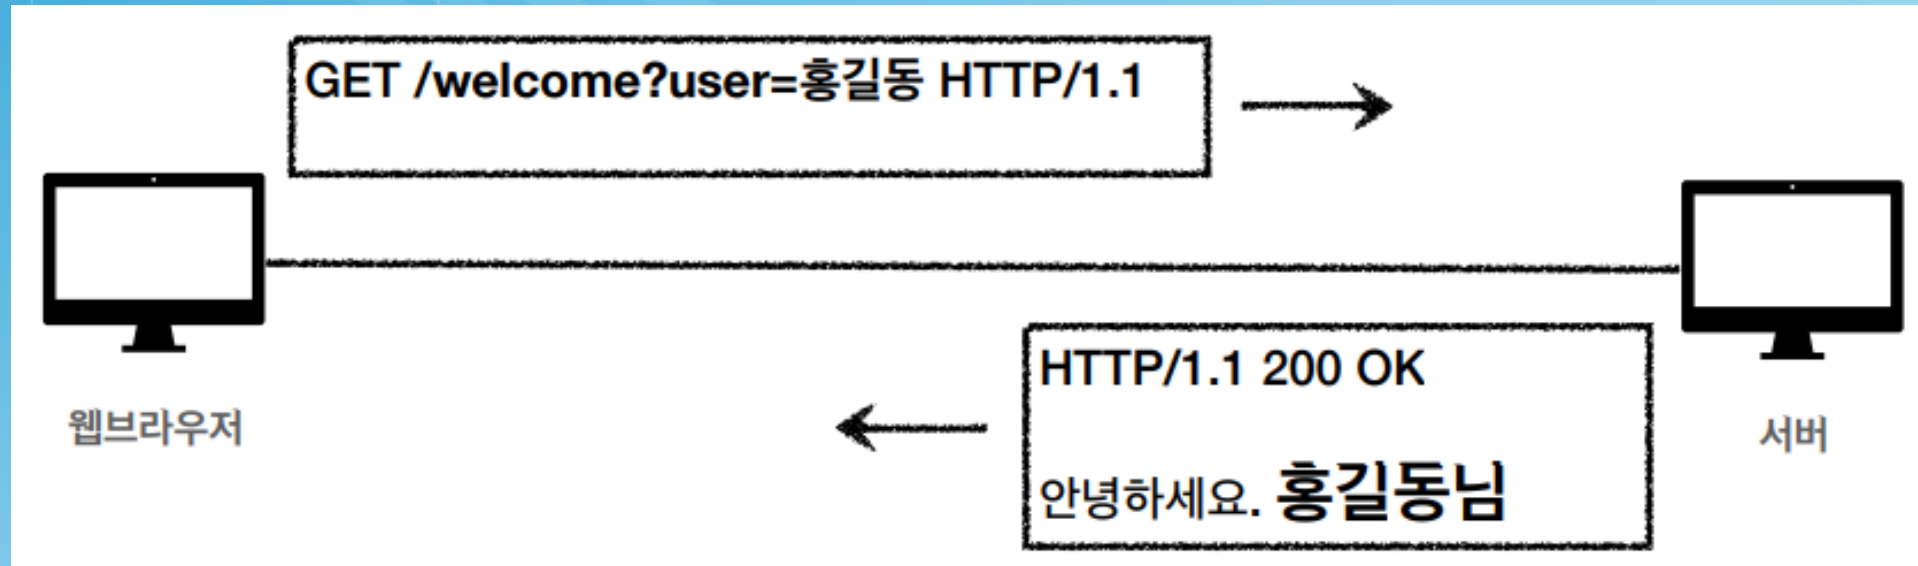 GET /welcome?user=홍길동 HTTP/1.1
웹브라우저
HTTP/1.1 200 OK
안녕하세요. 홍길동님
서버